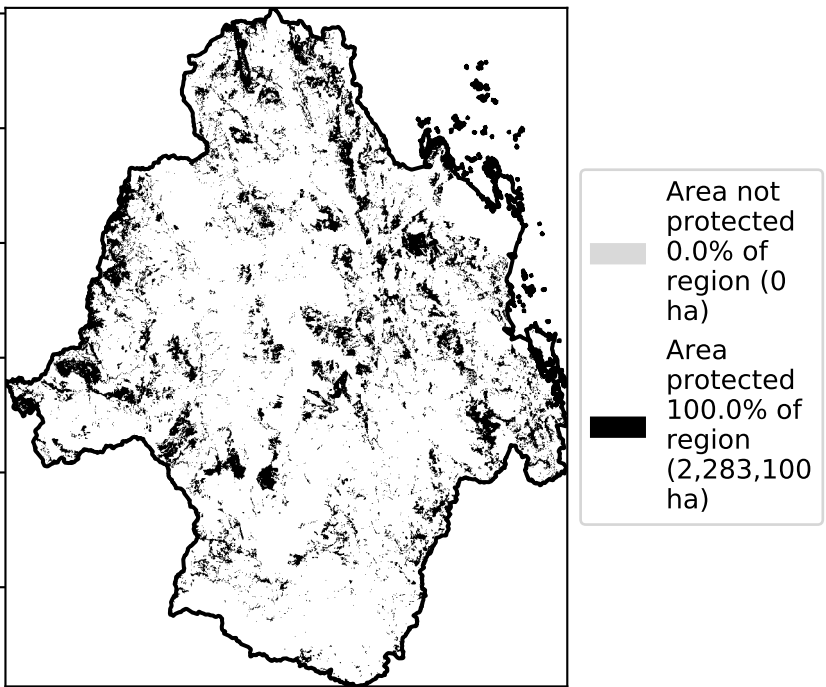 Area not
protected
0.0% of
region (0
ha)
Area
protected
100.0% of
region
(2,283,100
ha)